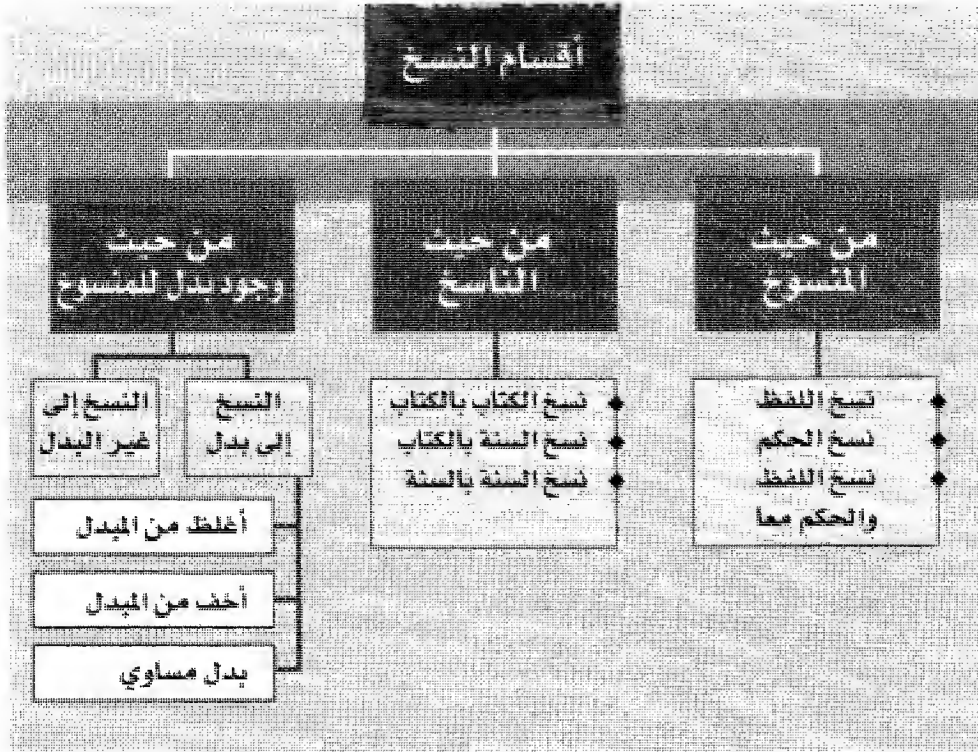 أقسام النسخ
من حيث
المنسوخ
من حيث
الناسخ
من حيث
وجود بدل للمنسوخ
نسخ اللفظ
نسخ الحكم
نسخ اللفظ
والحكم معا
نسخ الكتاب بالكتاب
نسخ السنة بالكتاب
نسخ السنة بالسنة
النسخ
إلى بدل
النسخ إلى
غير البدل
أغلظ من المبدل
أخف من المبدل
بدل مساوي